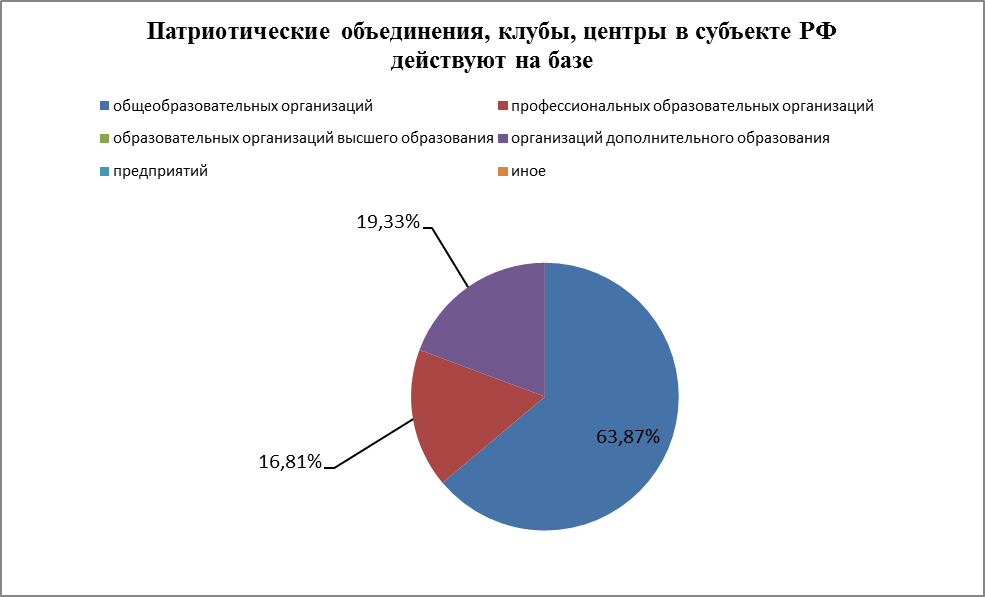 Патриотические объединения, клубы, центры в субъекте РФ
действуют на базе
общеобразовательных организаций
профессиональных образовательных организаций
образовательных организаций высшего образования
организаций дополнительного образования
предприятий
иное
19,33%
63,87%
16,81%